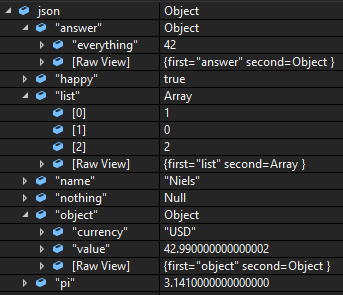 json Object
"answer" Object
"everything" 42
[Raw View] {first="answer" second=Object }
"happy" true
"list" Array
[0] 1
[1] 0
[2] 2
[Raw View] {first="list" second=Array }
"name" "Niels"
"nothing" Null
"object" Object
"currency" "USD"
"value" 42.990000000000002
[Raw View] {first="object" second=Object }
"pi" 3.1410000000000000